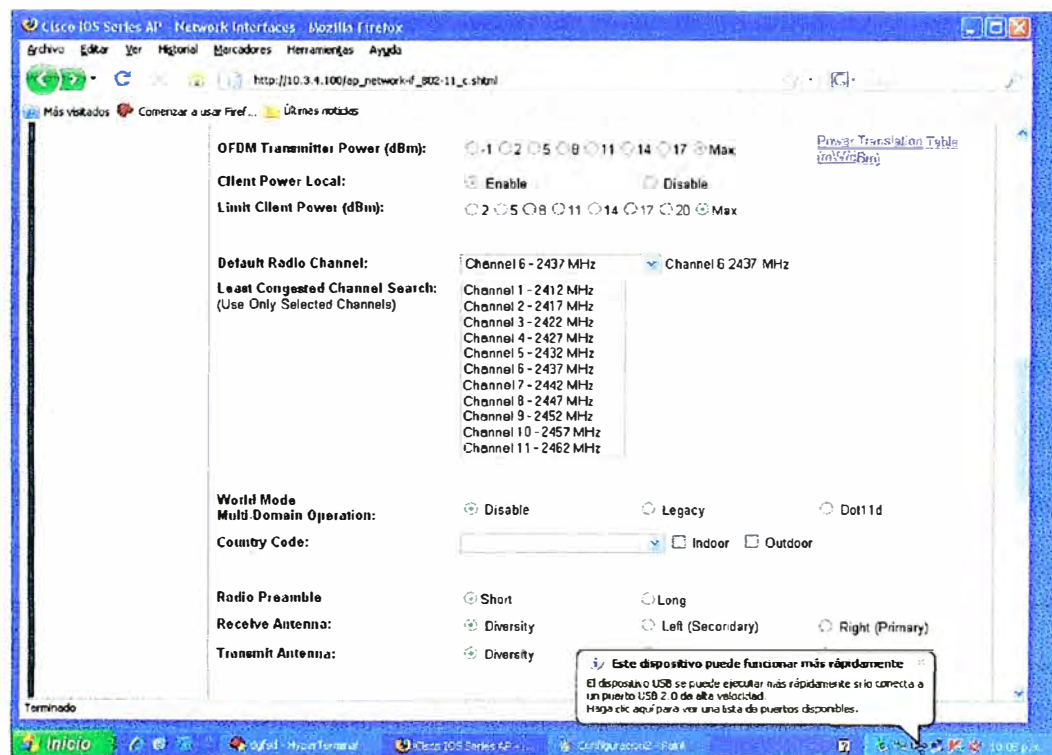 Cisco IOS Series AP - Network Interfaces - Mozilla Firefox
Archivo Editar Ver Historial Marcadores Herramientas Ayuda
http://10.3.4.100/ap_network-if_802-11_c.shtml
Más visitados Comenzar a usar Firef... Últimas noticias
OFDM Transmitter Power (dBm): -1 2 5 8 11 14 17 Max Power Translation Table
(mW/dBm)
Client Power Local: Enable Disable
Limit Client Power (dBm): 2 5 8 11 14 17 20 Max
Default Radio Channel: Channel 6 - 2437 MHz Channel 6 2437 MHz
Least Congested Channel Search:
(Use Only Selected Channels)
Channel 1 - 2412 MHz
Channel 2 - 2417 MHz
Channel 3 - 2422 MHz
Channel 4 - 2427 MHz
Channel 5 - 2432 MHz
Channel 6 - 2437 MHz
Channel 7 - 2442 MHz
Channel 8 - 2447 MHz
Channel 9 - 2452 MHz
Channel 10 - 2457 MHz
Channel 11 - 2462 MHz
World Mode
Multi-Domain Operation: Disable Legacy Dot11d
Country Code: Indoor Outdoor
Radio Preamble Short Long
Receive Antenna: Diversity Left (Secondary) Right (Primary)
Transmit Antenna: Diversity
Este dispositivo puede funcionar más rápidamente
El dispositivo USB se puede ejecutar más rápidamente si lo conecta a
un puerto USB 2.0 de alta velocidad.
Haga clic aquí para ver una lista de puertos disponibles.
Terminado
Inicio - HyperTerminal Cisco IOS Series AP - ... Configuracion2 - Paint